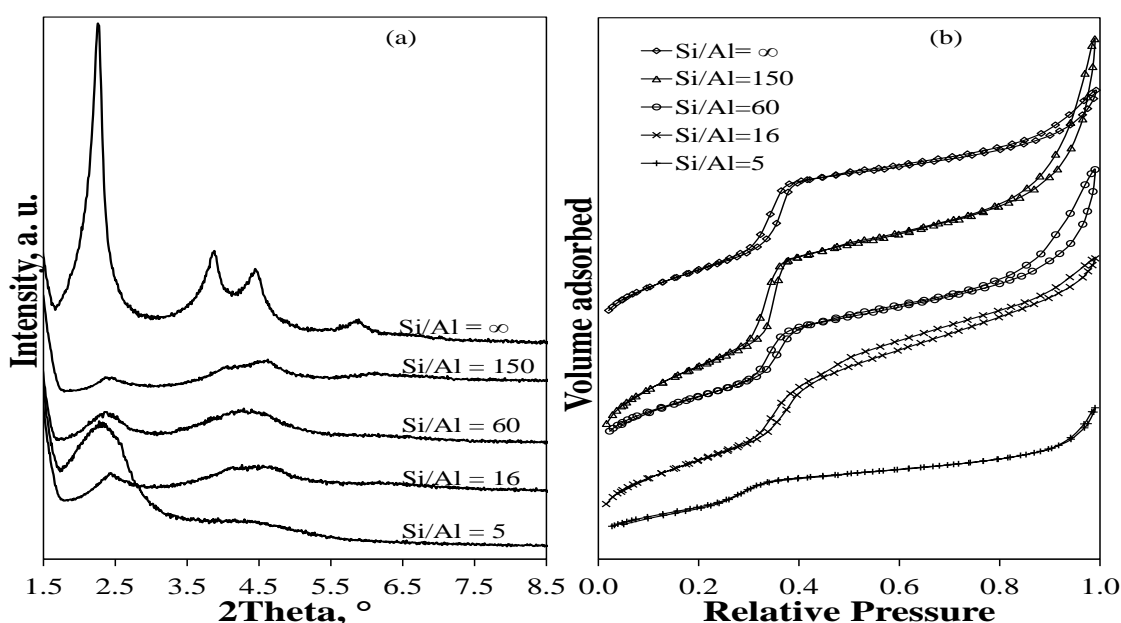 (a)
Intensity, a. u.
Si/Al = ∞
Si/Al = 150
Si/Al = 60
Si/Al = 16
Si/Al = 5
1.5 2.5 3.5 4.5 5.5 6.5 7.5 8.5
2Theta, °
(b)
Si/Al= ∞
Si/Al=150
Si/Al=60
Si/Al=16
Si/Al=5
Volume adsorbed
0.0 0.2 0.4 0.6 0.8 1.0
Relative Pressure